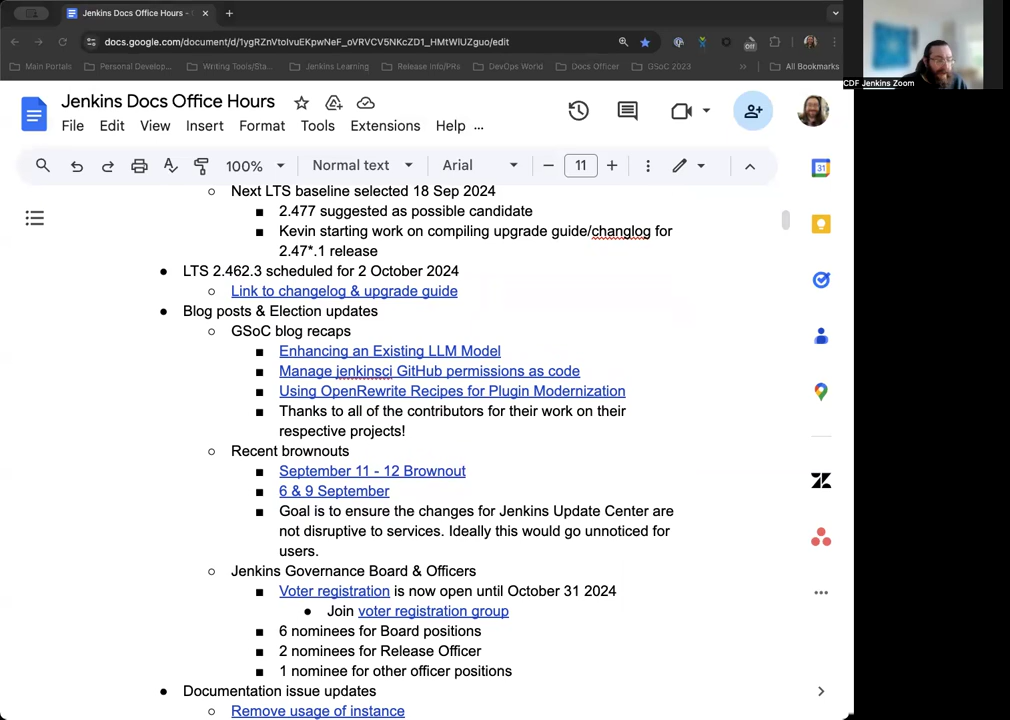 Jenkins Docs Office Hours -
docs.google.com/document/d/1ygRZnVtoIvuEKpwNeF_oVRVCV5NKcZD1_HMtWIUZguo/edit
Off
Main Portals
Personal Develop...
Writing Tools/Sta...
Jenkins Learning
Release Info/PRs
DevOps World
Docs Officer
GSoC 2023
All Bookmarks
CDF Jenkins Zoom
Jenkins Docs Office Hours
File Edit View Insert Format Tools Extensions Help ...
100% Normal text Arial 11
31
Next LTS baseline selected 18 Sep 2024
2.477 suggested as possible candidate
Kevin starting work on compiling upgrade guide/changlog for
2.47*.1 release
LTS 2.462.3 scheduled for 2 October 2024
Link to changelog & upgrade guide
Blog posts & Election updates
GSoC blog recaps
Enhancing an Existing LLM Model
Manage jenkinsci GitHub permissions as code
Using OpenRewrite Recipes for Plugin Modernization
Thanks to all of the contributors for their work on their
respective projects!
Recent brownouts
September 11 - 12 Brownout
6 & 9 September
Goal is to ensure the changes for Jenkins Update Center are
not disruptive to services. Ideally this would go unnoticed for
users.
Jenkins Governance Board & Officers
Voter registration is now open until October 31 2024
Join voter registration group
6 nominees for Board positions
2 nominees for Release Officer
1 nominee for other officer positions
Documentation issue updates
Remove usage of instance